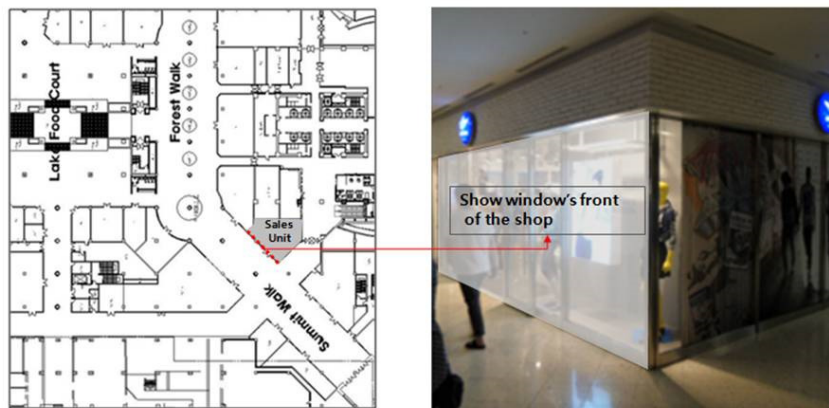 Lake Food Court
Forest Walk
Sales
Unit
Summit Walk
Show window's front
of the shop